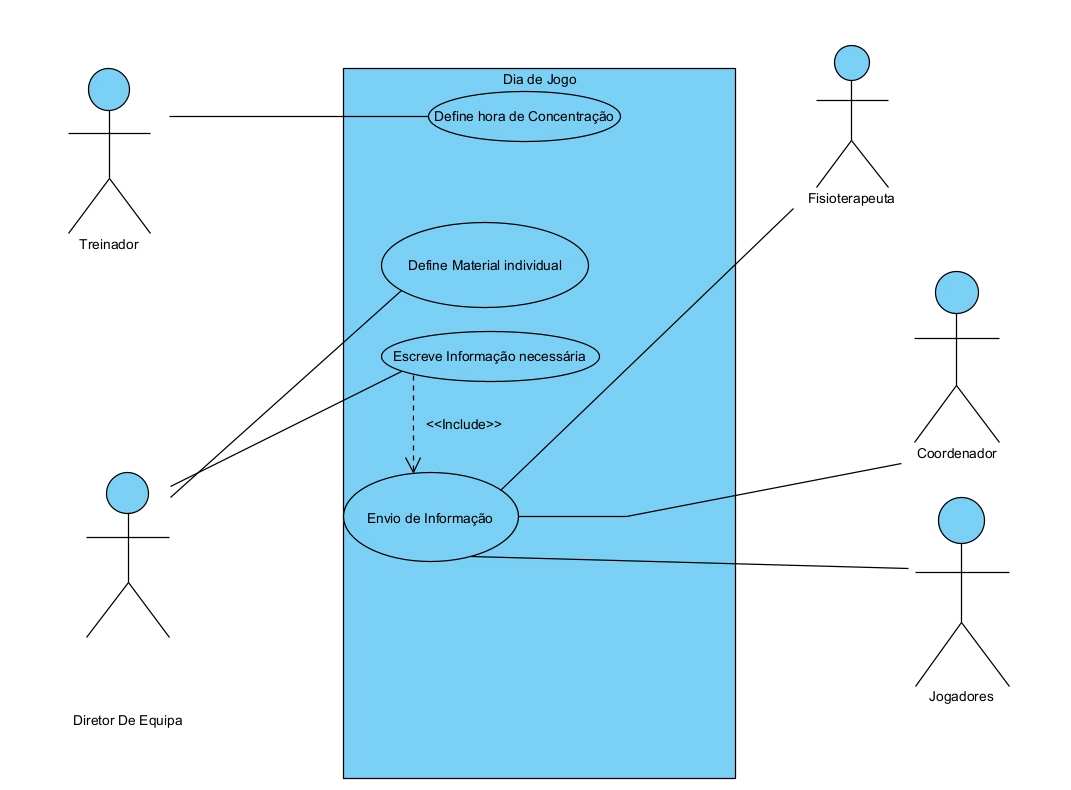 Dia de Jogo
Define hora de Concentração
Fisioterapeuta
Treinador
Define Material individual
Escreve Informação necessária
<<Include>>
Coordenador
Envio de Informação
Jogadores
Diretor De Equipa